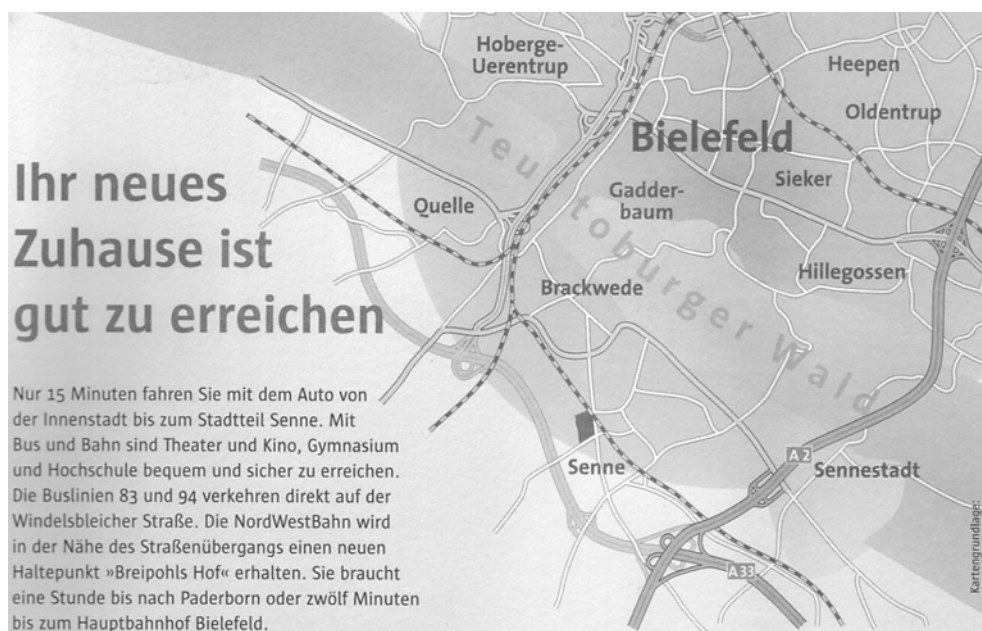 Hoberge-
Uerentrup
Heepen
Oldentrup
Bielefeld
Teutoburger Wald
Sieker
Gadder-
baum
Quelle
Hillegossen
Brackwede
Ihr neues
Zuhause ist
gut zu erreichen
Nur 15 Minuten fahren Sie mit dem Auto von
der Innenstadt bis zum Stadtteil Senne. Mit
Bus und Bahn sind Theater und Kino, Gymnasium
und Hochschule bequem und sicher zu erreichen.
Die Buslinien 83 und 94 verkehren direkt auf der
Windelsbleicher Straße. Die NordWestBahn wird
in der Nähe des Straßenübergangs einen neuen
Haltepunkt »Breipohls Hof« erhalten. Sie braucht
eine Stunde bis nach Paderborn oder zwölf Minuten
bis zum Hauptbahnhof Bielefeld.
A 2
Senne
Sennestadt
A 33
Kartengrundlage: